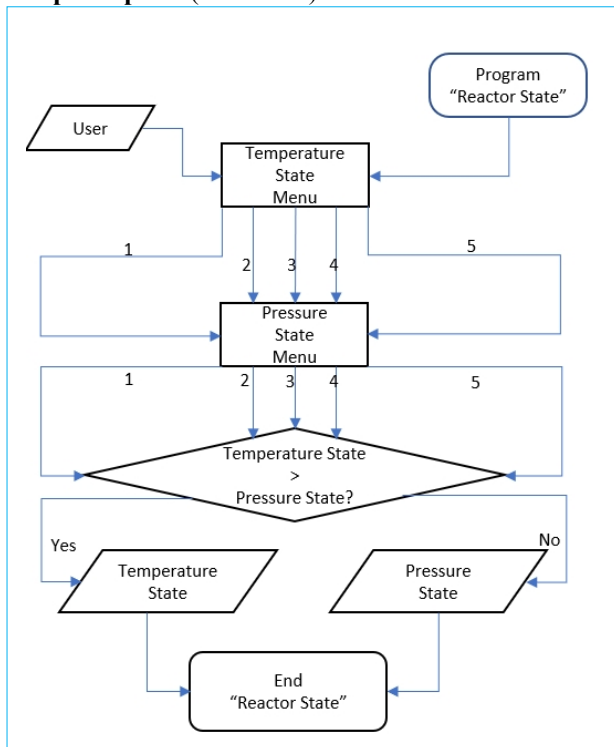 Program
“Reactor State”
User
Temperature
State
Menu
1
2
3
4
5
Pressure
State
Menu
1
2
3
4
5
Temperature State
>
Pressure State?
Yes
No
Temperature
State
Pressure
State
End
“Reactor State”